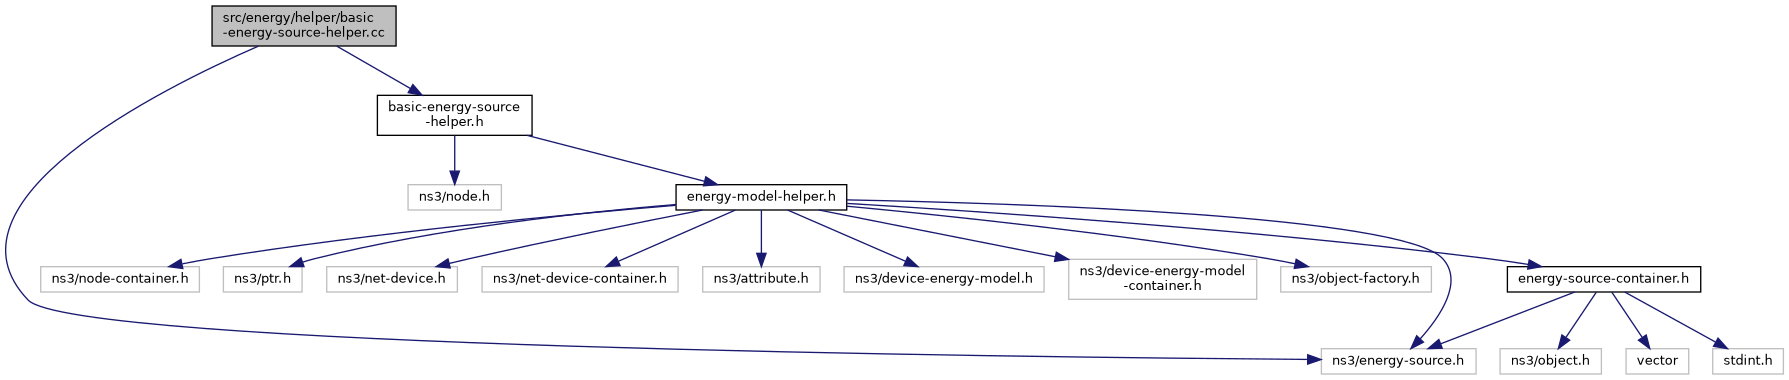 src/energy/helper/basic
-energy-source-helper.cc
basic-energy-source
-helper.h
ns3/node.h
energy-model-helper.h
ns3/node-container.h
ns3/ptr.h
ns3/net-device.h
ns3/net-device-container.h
ns3/attribute.h
ns3/device-energy-model.h
ns3/device-energy-model
-container.h
ns3/object-factory.h
energy-source-container.h
ns3/energy-source.h
ns3/object.h
vector
stdint.h